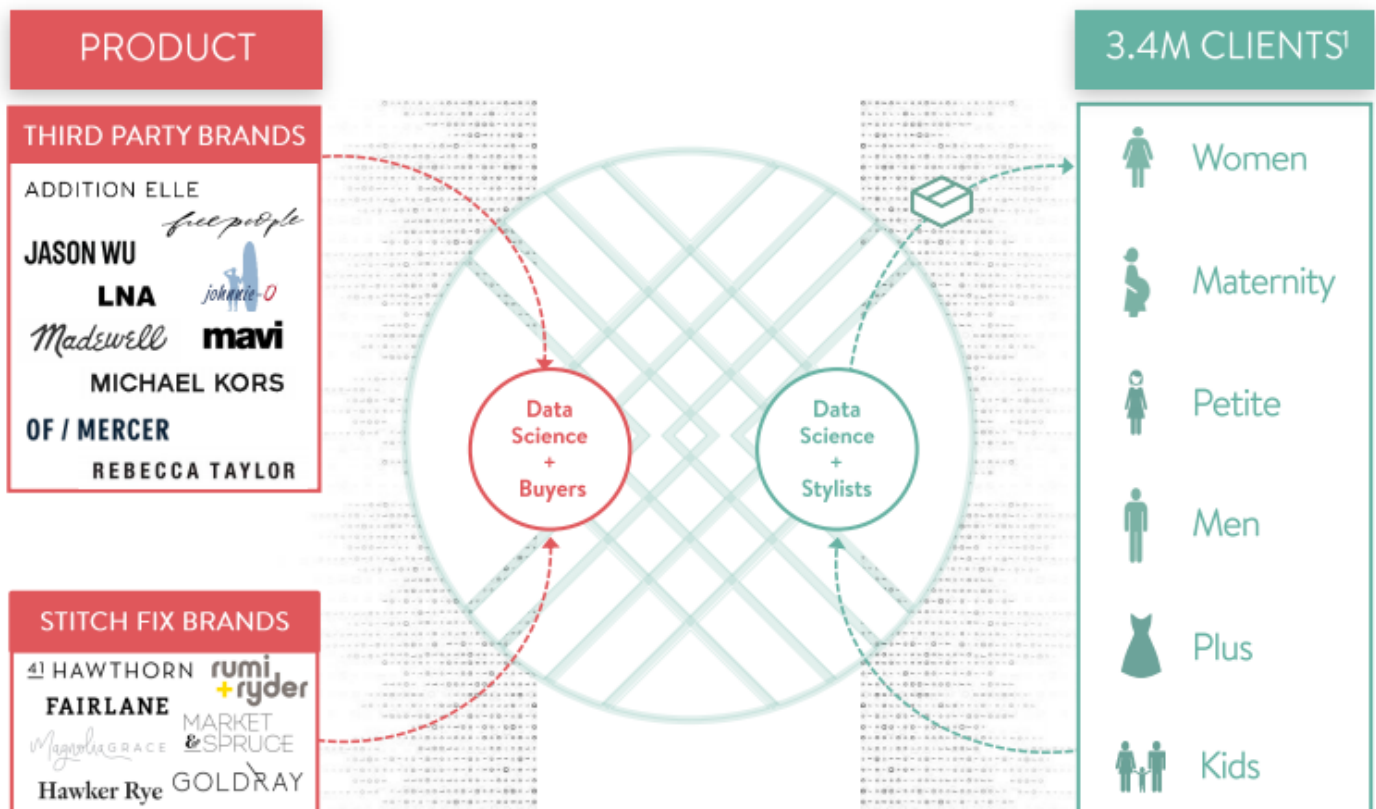 PRODUCT
THIRD PARTY BRANDS
ADDITION ELLE
free people
JASON WU
LNA
johnnie-O
Madewell
mavi
MICHAEL KORS
OF / MERCER
REBECCA TAYLOR
STITCH FIX BRANDS
41 HAWTHORN
rumi
+ryder
FAIRLANE
MARKET
&SPRUCE
MagnoliaGRACE
Hawker Rye
GOLDRAY
Data
Science
+
Buyers
Data
Science
+
Stylists
3.4M CLIENTS¹
Women
Maternity
Petite
Men
Plus
Kids